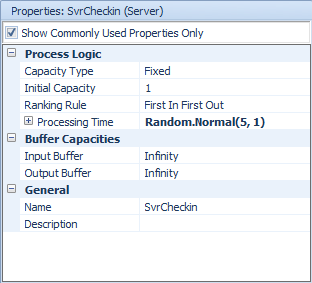 Properties: SvrCheckin (Server)
Show Commonly Used Properties Only
Process Logic
Capacity Type Fixed
Initial Capacity 1
Ranking Rule First In First Out
Processing Time Random.Normal(5, 1)
Buffer Capacities
Input Buffer Infinity
Output Buffer Infinity
General
Name SvrCheckin
Description